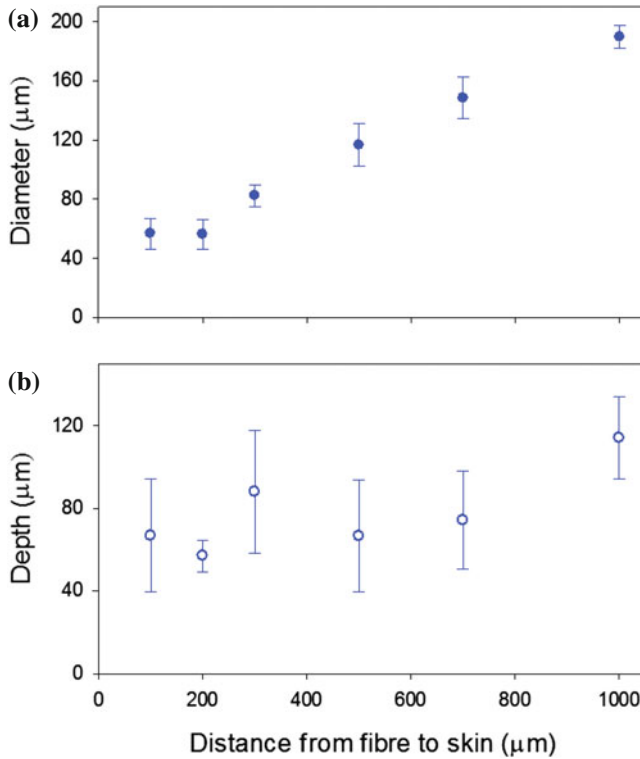 (a)
200
160
120
80
40
0
Diameter (μm)
(b)
120
80
40
0
Depth (μm)
0 200 400 600 800 1000
Distance from fibre to skin (μm)